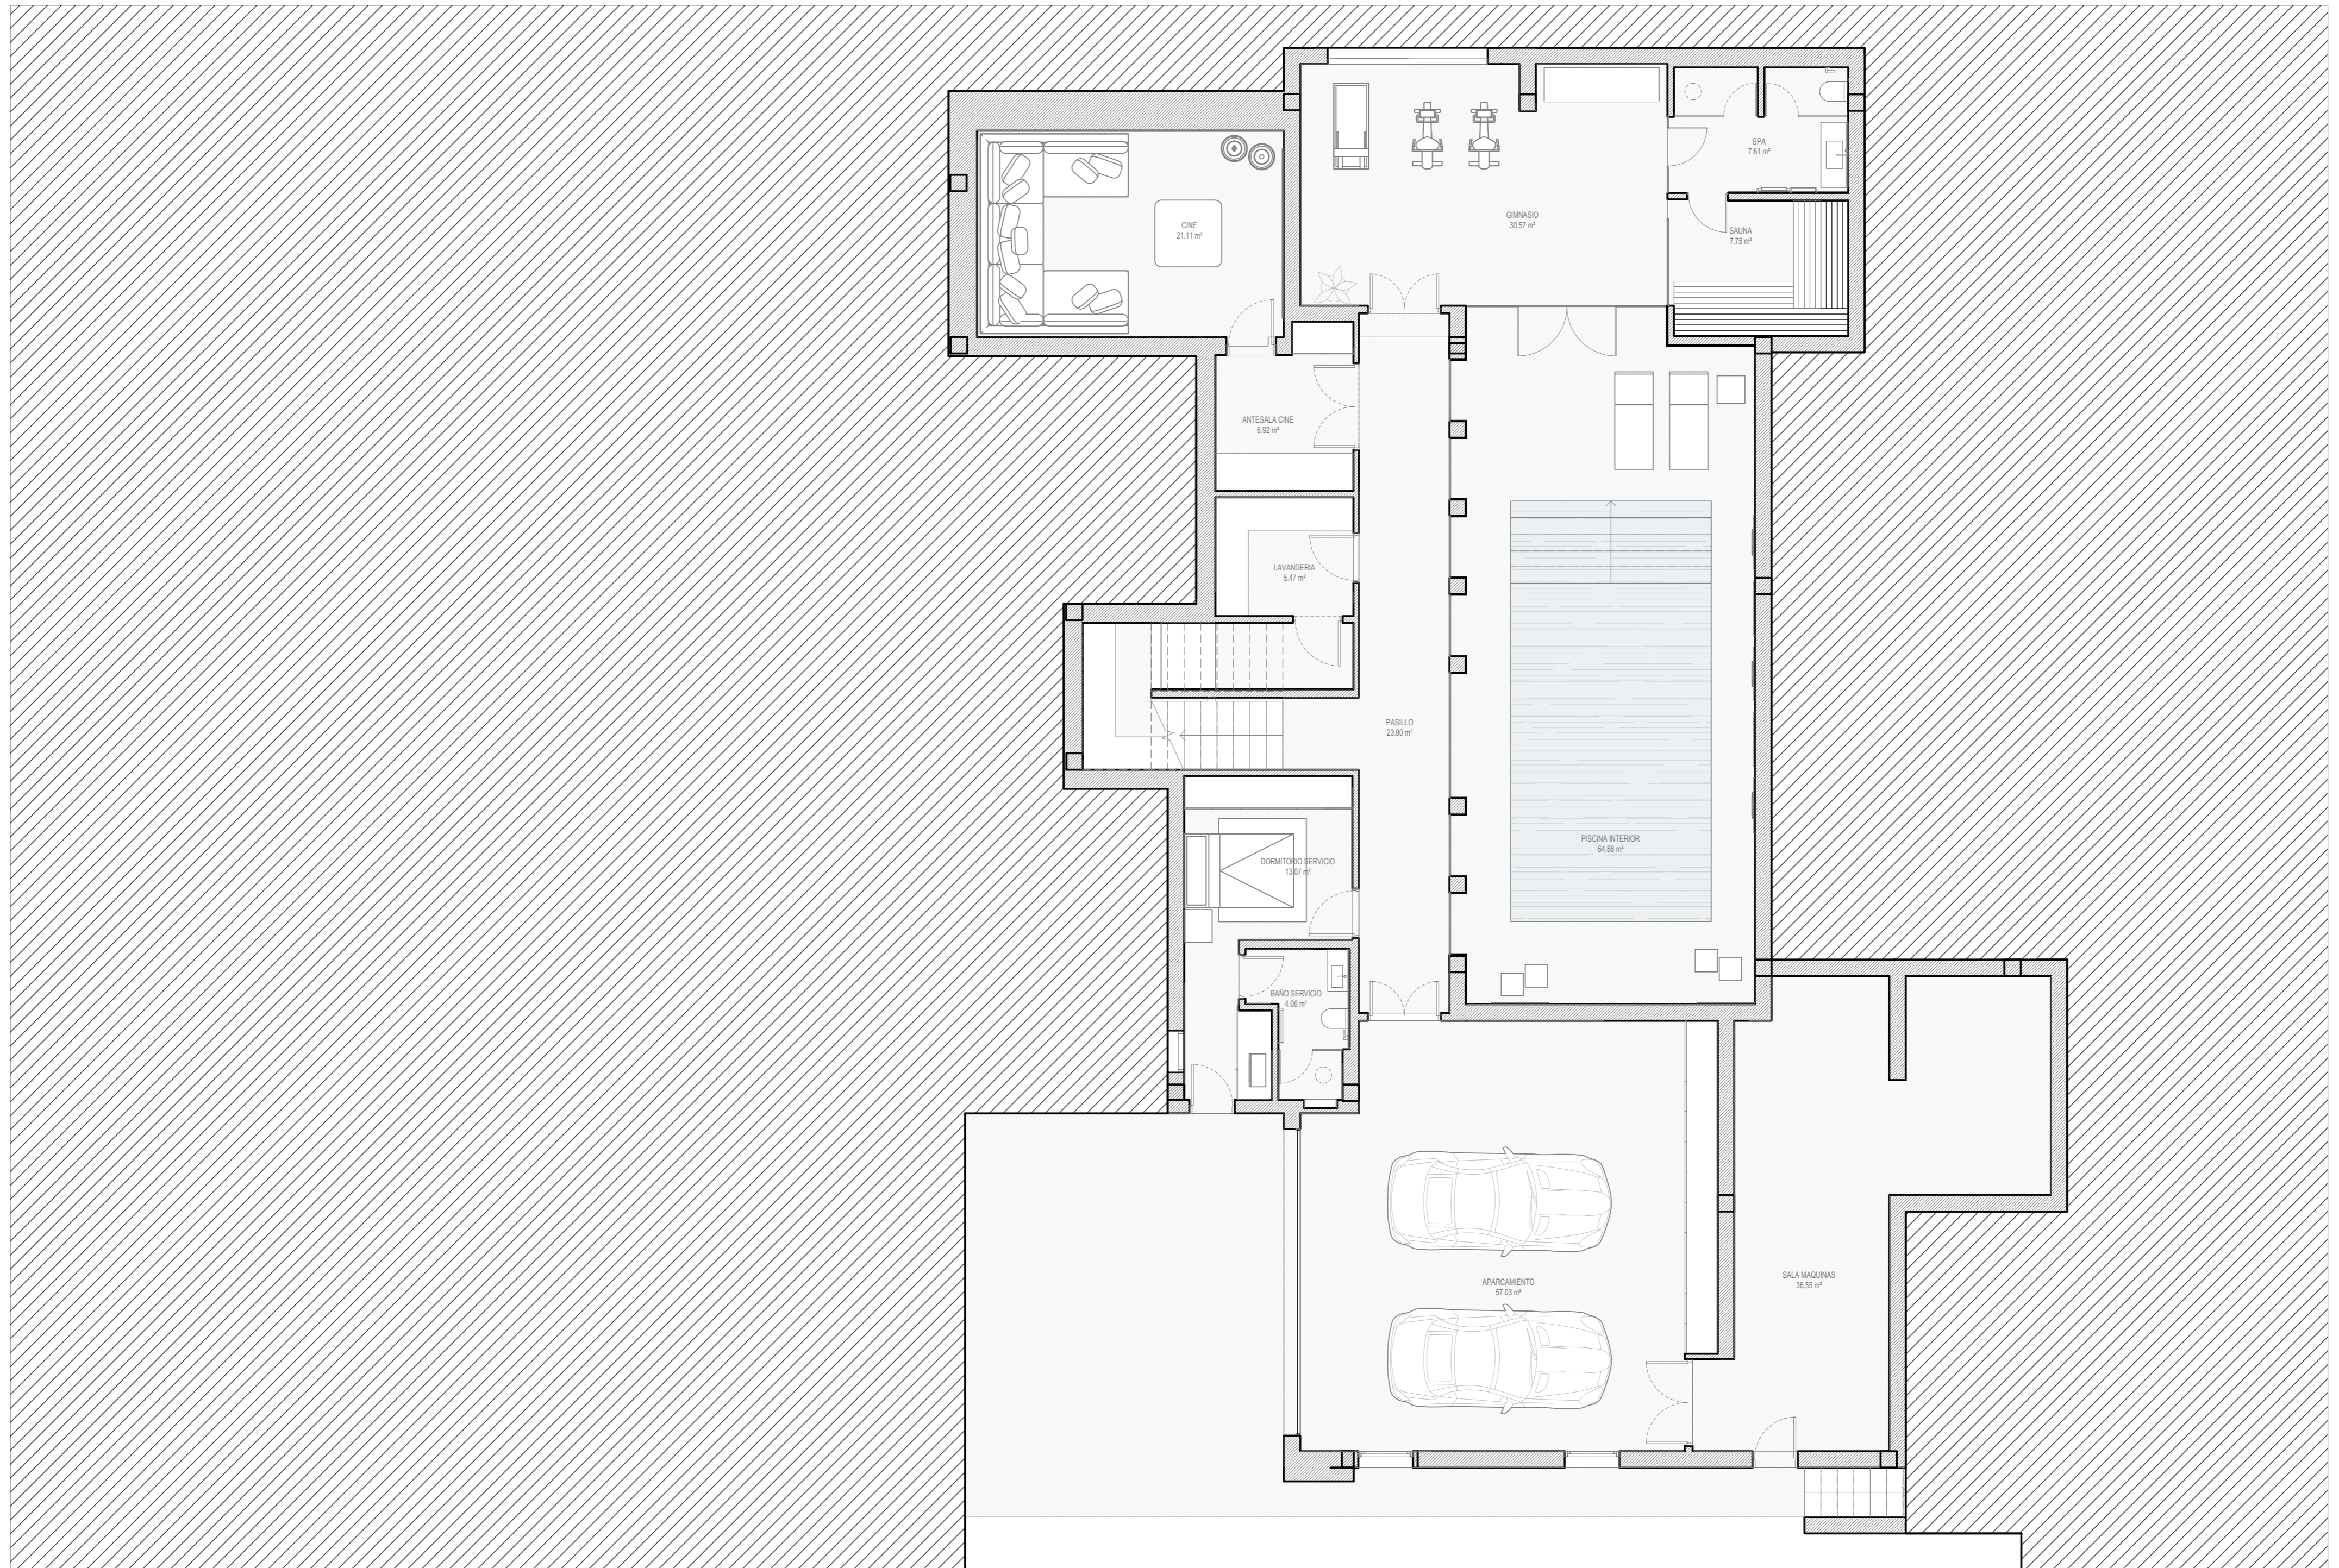 SPA
7.61 m²
GIMNASIO
30.57 m²
CINE
21.11 m²
SAUNA
7.75 m²
ANTESALA CINE
6.92 m²
LAVANDERIA
5.47 m²
PASILLO
23.80 m²
PISCINA INTERIOR
64.88 m²
DORMITORIO SERVICIO
13.07 m²
BAÑO SERVICIO
4.06 m²
SALA MAQUINAS
36.55 m²
APARCAMIENTO
57.03 m²